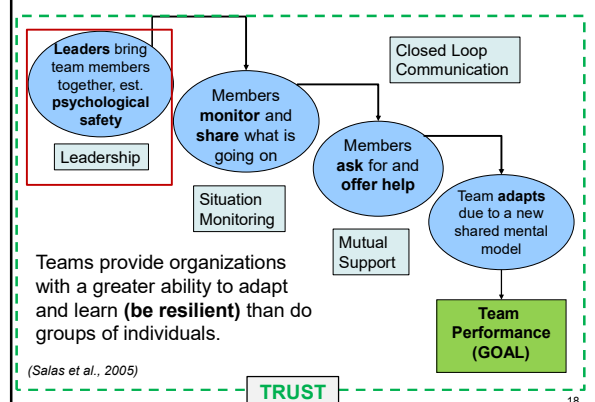 Leaders bring
team members
together, est.
psychological
safety
Leadership
Members
monitor and
share what is
going on
Situation
Monitoring
Closed Loop
Communication
Members
ask for and
offer help
Mutual
Support
Team adapts
due to a new
shared mental
model
Team
Performance
(GOAL)
Teams provide organizations
with a greater ability to adapt
and learn (be resilient) than do
groups of individuals.
(Salas et al., 2005)
TRUST
18